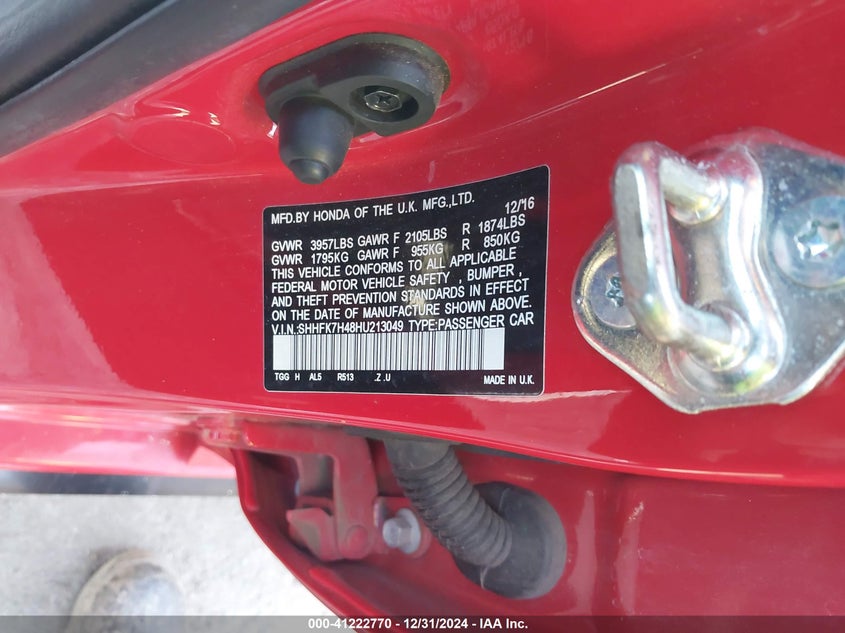 MFD.BY HONDA OF THE U.K. MFG.,LTD. 12/'16
GVWR 3957LBS GAWR F 2105LBS R 1874LBS
GVWR 1795KG GAWR F 955KG R 850KG
THIS VEHICLE CONFORMS TO ALL APPLICABLE
FEDERAL MOTOR VEHICLE SAFETY , BUMPER ,
AND THEFT PREVENTION STANDARDS IN EFFECT
ON THE DATE OF MANUFACTURE SHOWN ABOVE.
V.I.N.:SHHFK7H48HU213049 TYPE:PASSENGER CAR
TGG H AL5 R513 .Z .U MADE IN U.K.
000-41222770 - 12/31/2024 - IAA Inc.